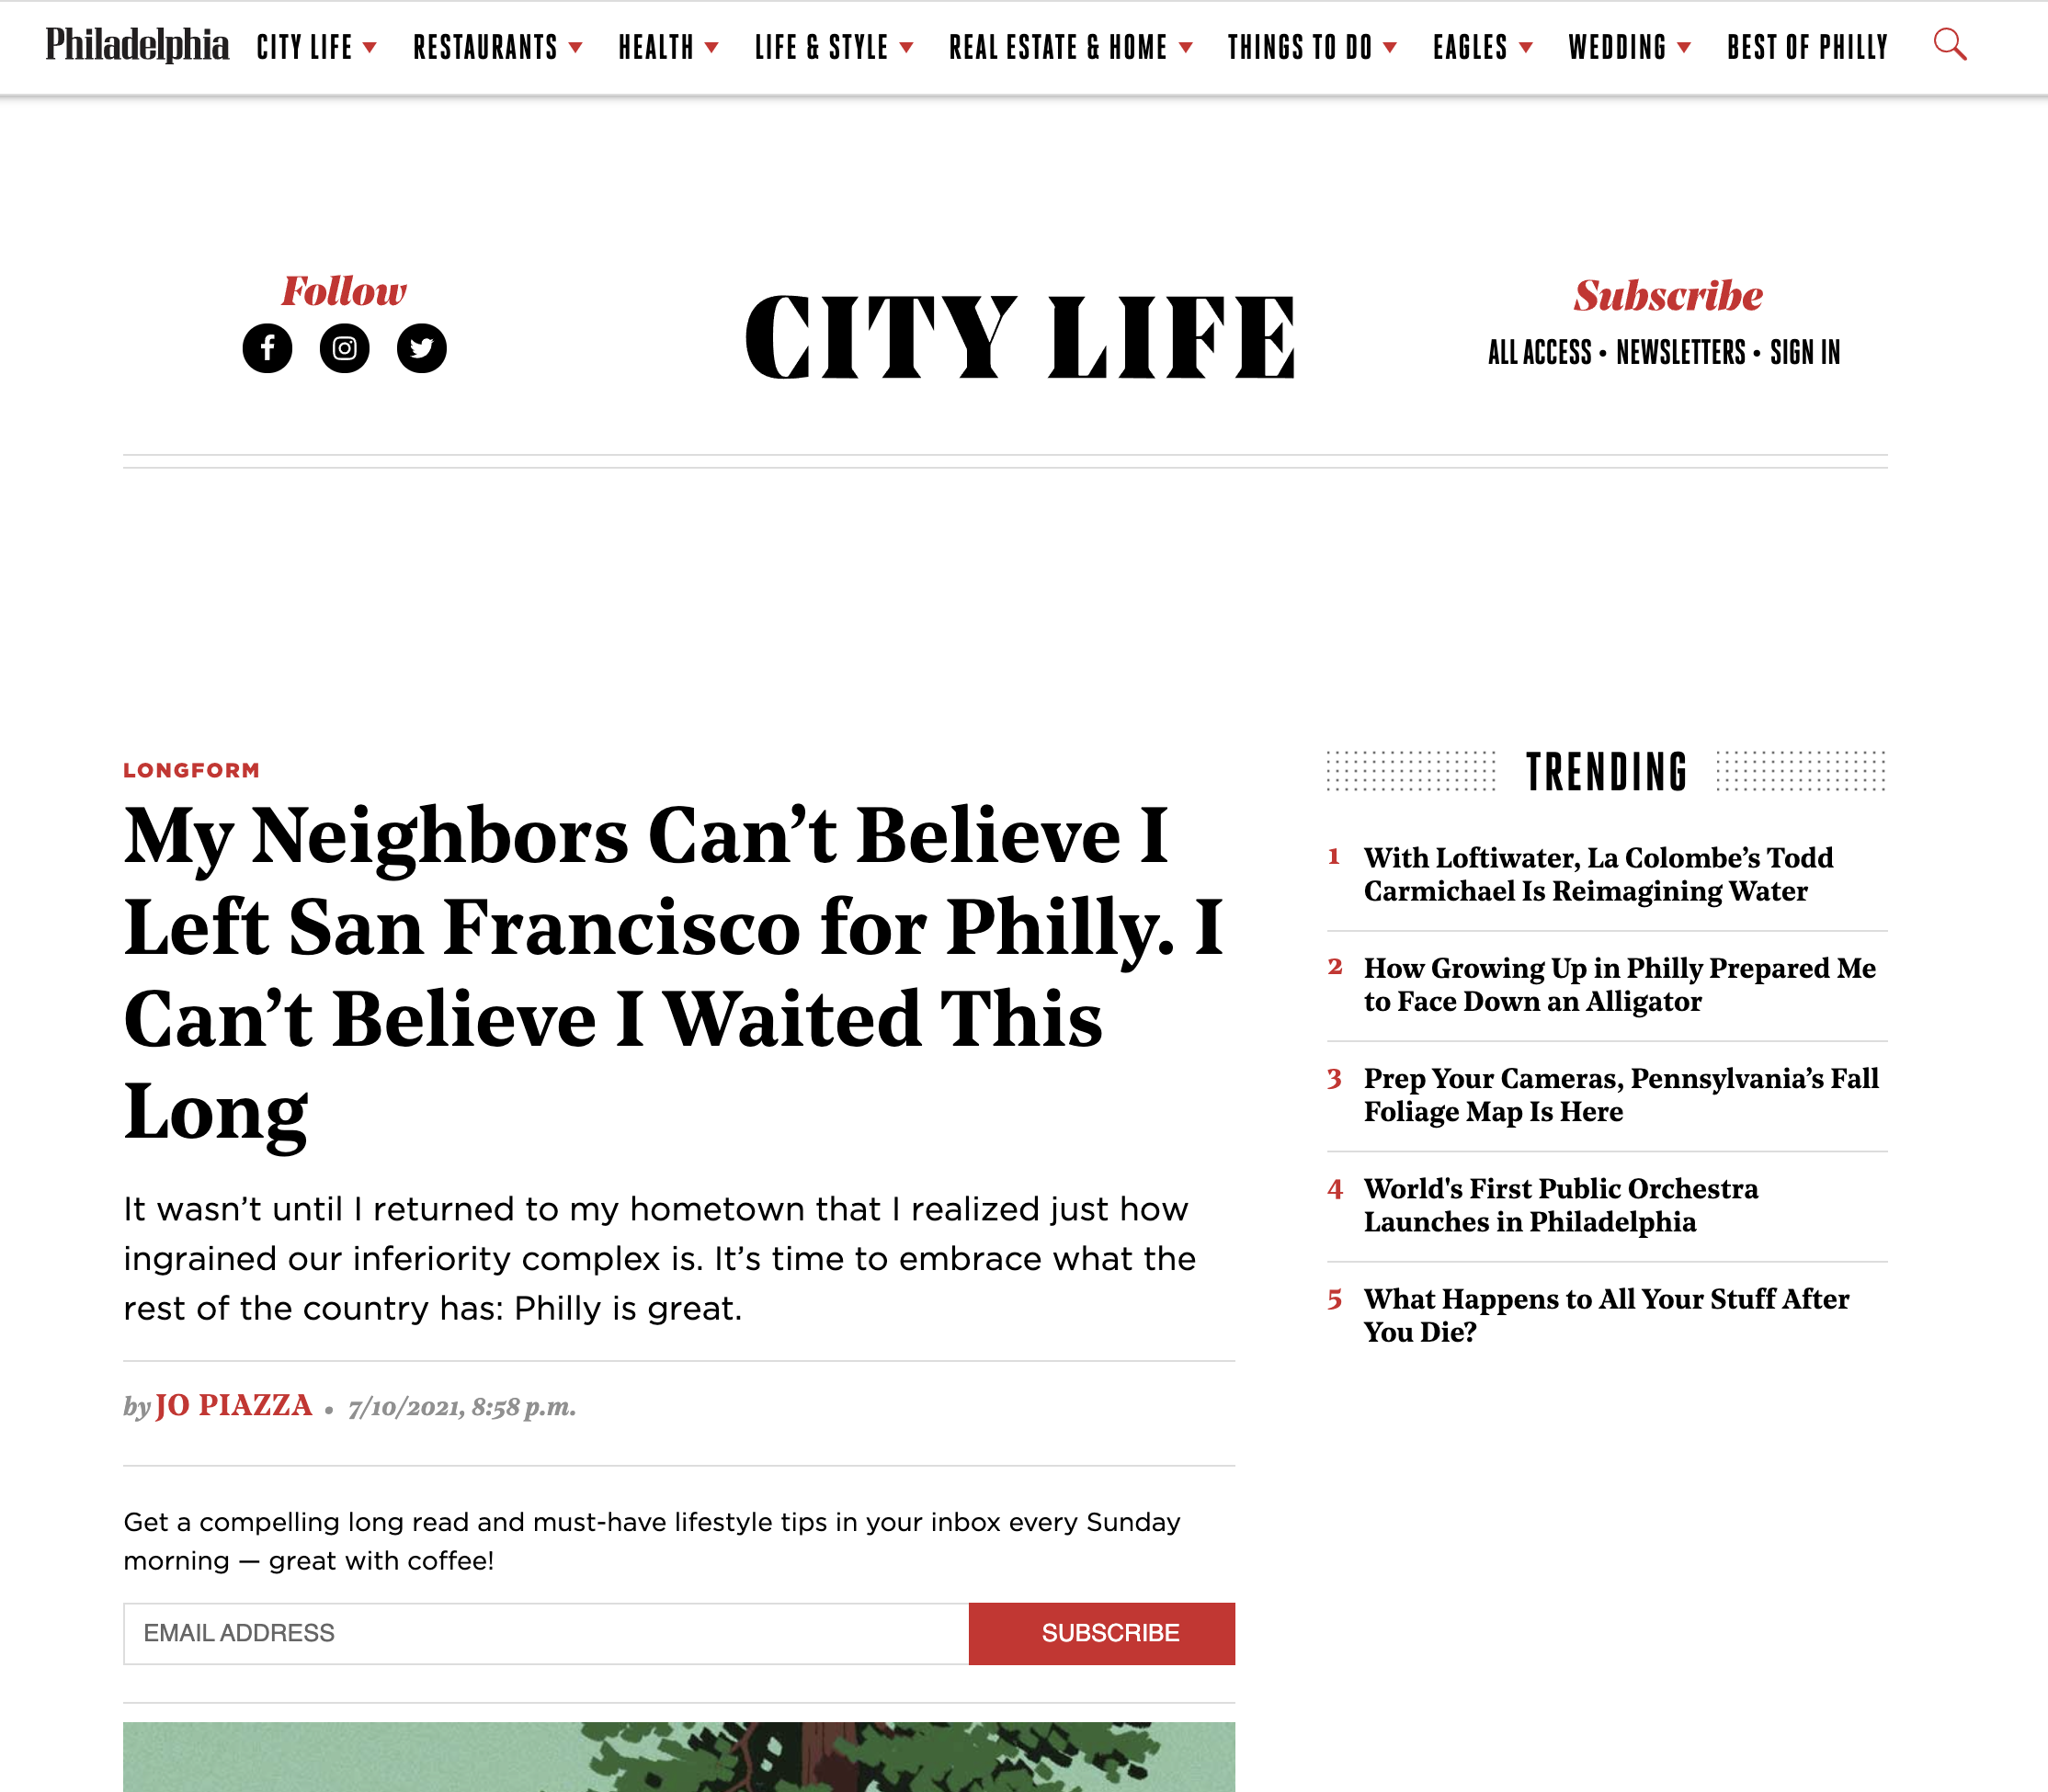 Philadelphia CITY LIFE RESTAURANTS HEALTH LIFE & STYLE REAL ESTATE & HOME THINGS TO DO EAGLES WEDDING BEST OF PHILLY
Follow
CITY LIFE
Subscribe
ALL ACCESS • NEWSLETTERS • SIGN IN
LONGFORM
My Neighbors Can’t Believe I
Left San Francisco for Philly. I
Can’t Believe I Waited This
Long
It wasn’t until I returned to my hometown that I realized just how
ingrained our inferiority complex is. It’s time to embrace what the
rest of the country has: Philly is great.
by JO PIAZZA • 7/10/2021, 8:58 p.m.
Get a compelling long read and must-have lifestyle tips in your inbox every Sunday
morning — great with coffee!
EMAIL ADDRESS
SUBSCRIBE
TRENDING
1 With Loftiwater, La Colombe’s Todd
Carmichael Is Reimagining Water
2 How Growing Up in Philly Prepared Me
to Face Down an Alligator
3 Prep Your Cameras, Pennsylvania’s Fall
Foliage Map Is Here
4 World's First Public Orchestra
Launches in Philadelphia
5 What Happens to All Your Stuff After
You Die?